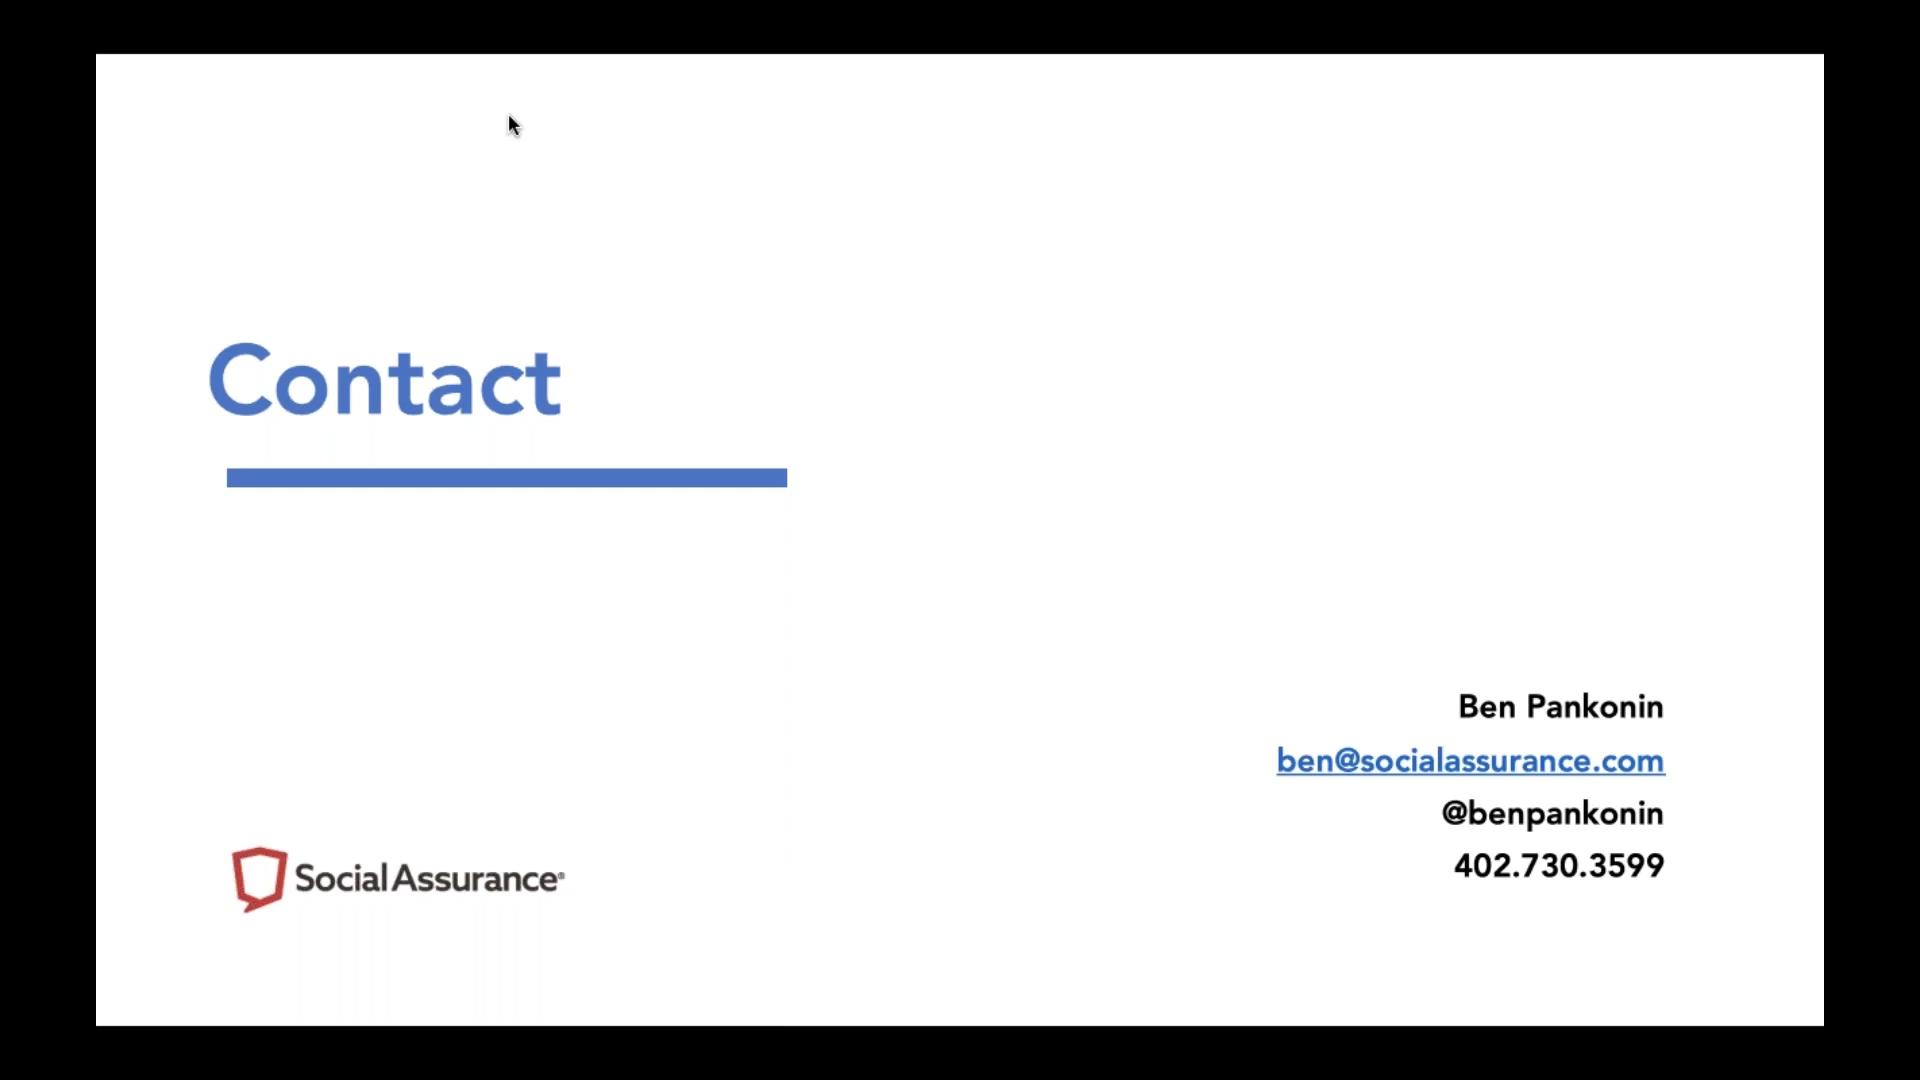 Contact
Ben Pankonin
ben@socialassurance.com
@benpankonin
402.730.3599
Social Assurance®